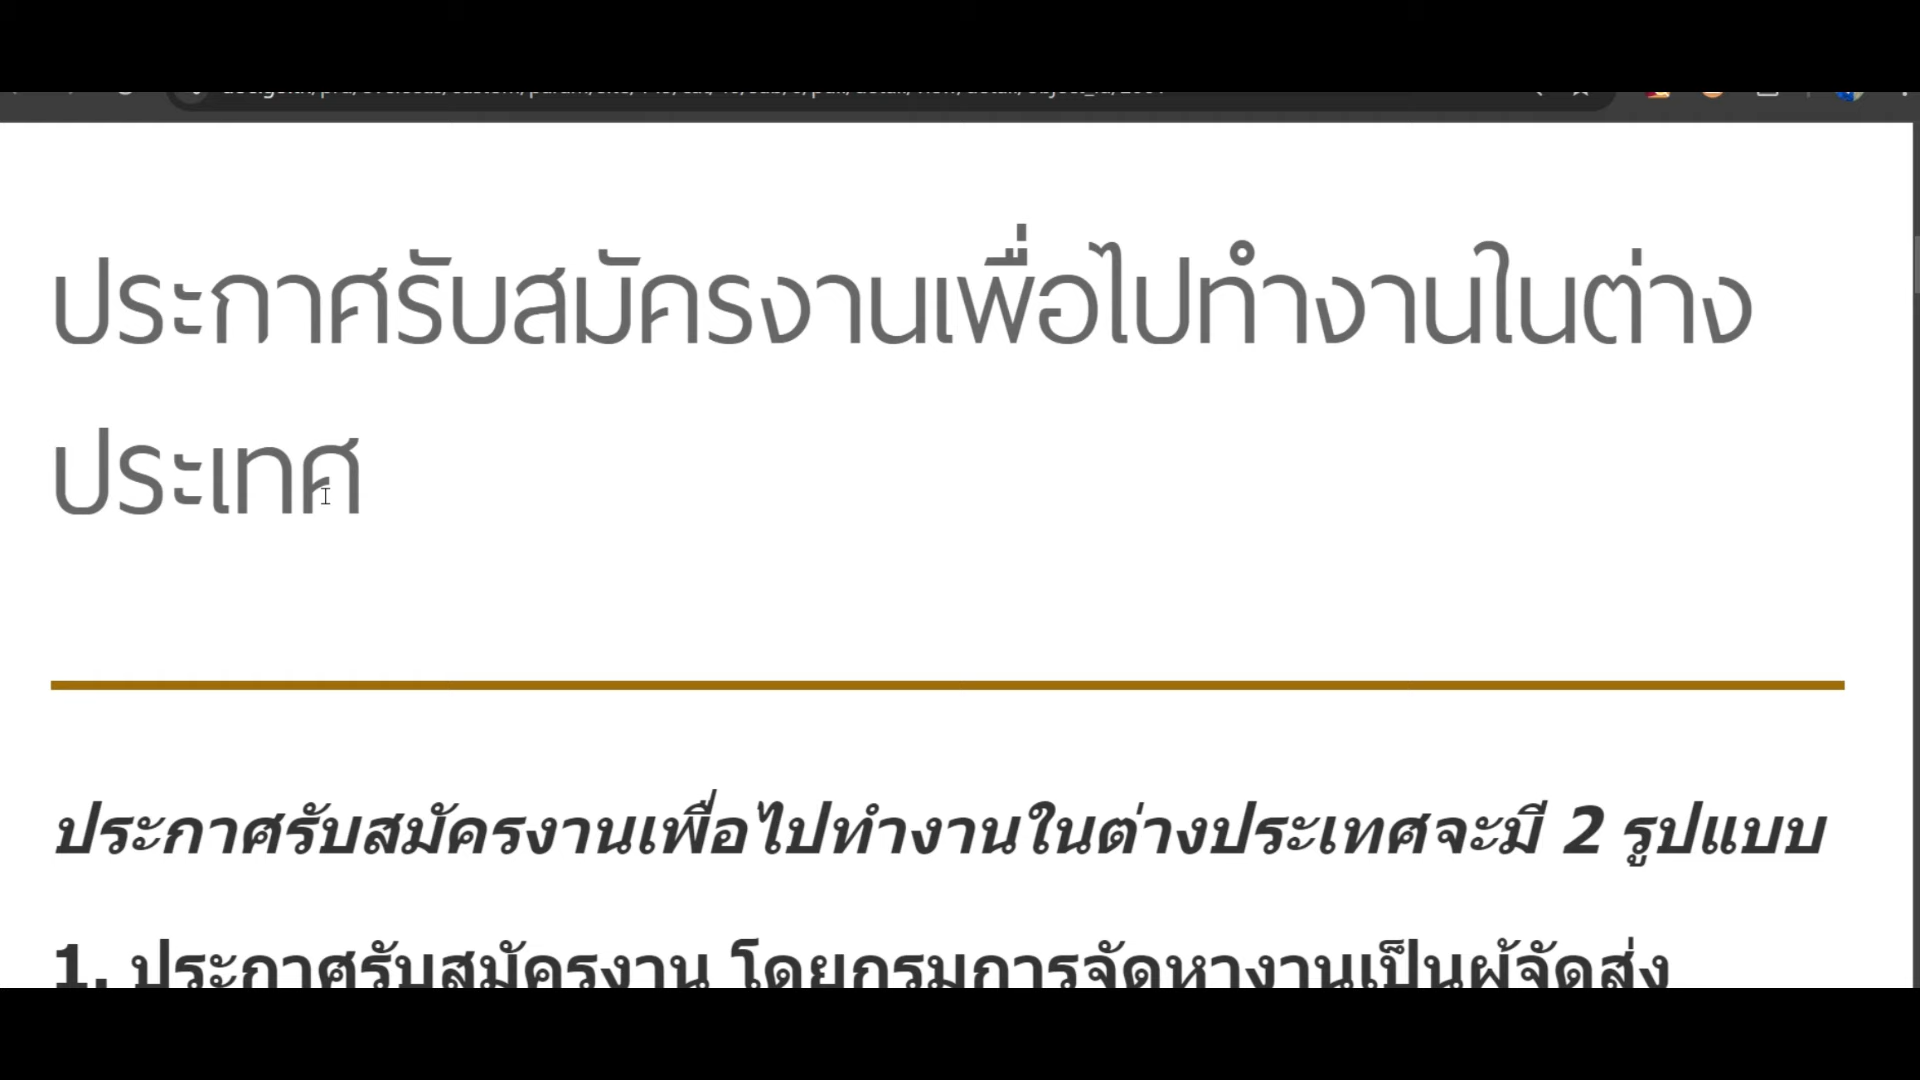 ประกาศรับสมัครงานเพื่อไปทำงานในต่าง
ประเทศ
ประกาศรับสมัครงานเพื่อไปทำงานในต่างประเทศจะมี 2 รูปแบบ
1. ประกาศรับสมัครงาน โดยกรมการจัดหางานเป็นผู้จัดส่ง